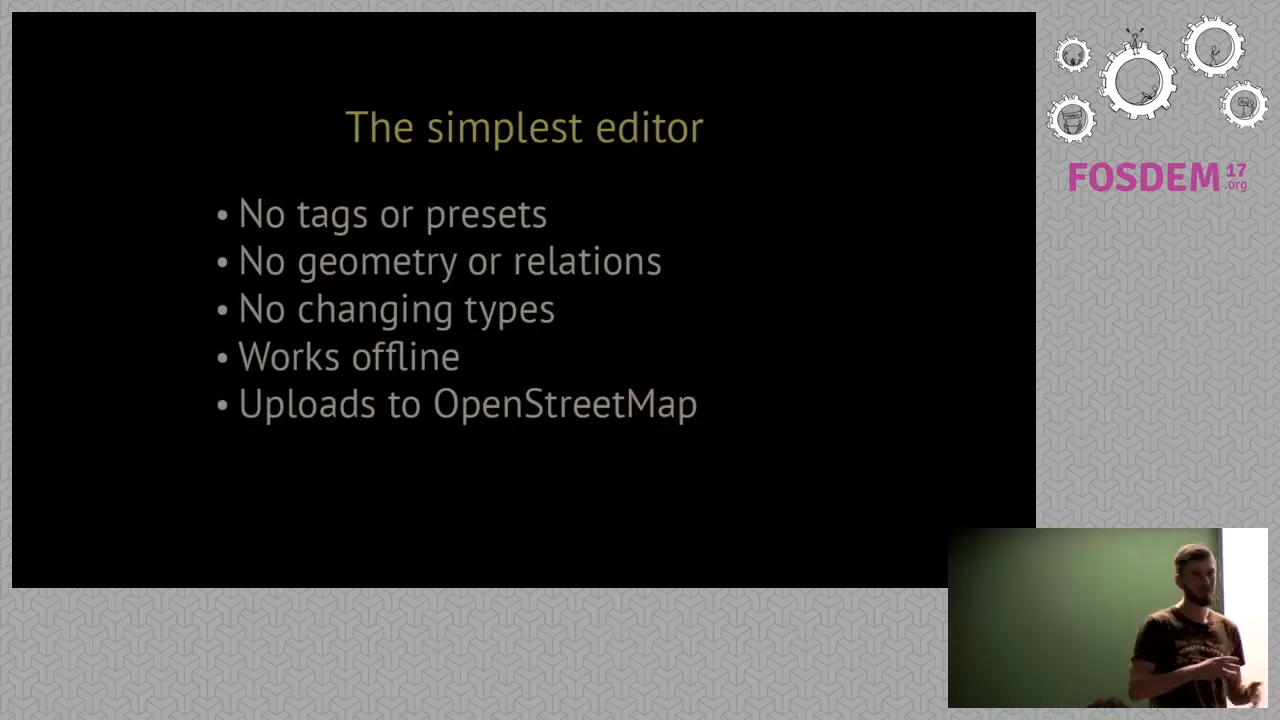 The simplest editor
• No tags or presets
• No geometry or relations
• No changing types
• Works offline
• Uploads to OpenStreetMap
FOSDEM 17 .org